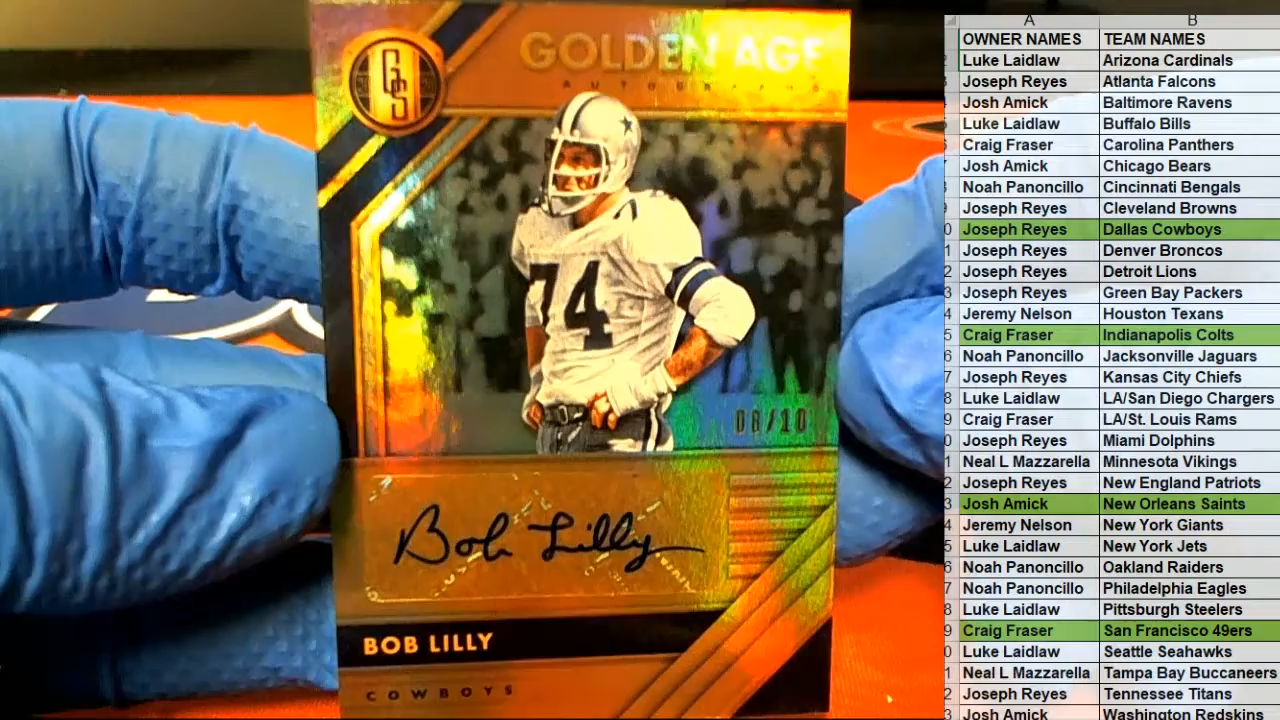 GOLDEN AGE
AUTOGRAPHS
GS
74
74
08/10
Bob Lilly
BOB LILLY
COWBOYS
A B
OWNER NAMES TEAM NAMES
Luke Laidlaw Arizona Cardinals
Joseph Reyes Atlanta Falcons
Josh Amick Baltimore Ravens
Luke Laidlaw Buffalo Bills
Craig Fraser Carolina Panthers
Josh Amick Chicago Bears
Noah Panoncillo Cincinnati Bengals
Joseph Reyes Cleveland Browns
Joseph Reyes Dallas Cowboys
Joseph Reyes Denver Broncos
Joseph Reyes Detroit Lions
Joseph Reyes Green Bay Packers
Jeremy Nelson Houston Texans
Craig Fraser Indianapolis Colts
Noah Panoncillo Jacksonville Jaguars
Joseph Reyes Kansas City Chiefs
Luke Laidlaw LA/San Diego Chargers
Craig Fraser LA/St. Louis Rams
Joseph Reyes Miami Dolphins
Neal L Mazzarella Minnesota Vikings
Joseph Reyes New England Patriots
Josh Amick New Orleans Saints
Jeremy Nelson New York Giants
Luke Laidlaw New York Jets
Noah Panoncillo Oakland Raiders
Noah Panoncillo Philadelphia Eagles
Luke Laidlaw Pittsburgh Steelers
Craig Fraser San Francisco 49ers
Luke Laidlaw Seattle Seahawks
Neal L Mazzarella Tampa Bay Buccaneers
Joseph Reyes Tennessee Titans
Josh Amick Washington Redskins